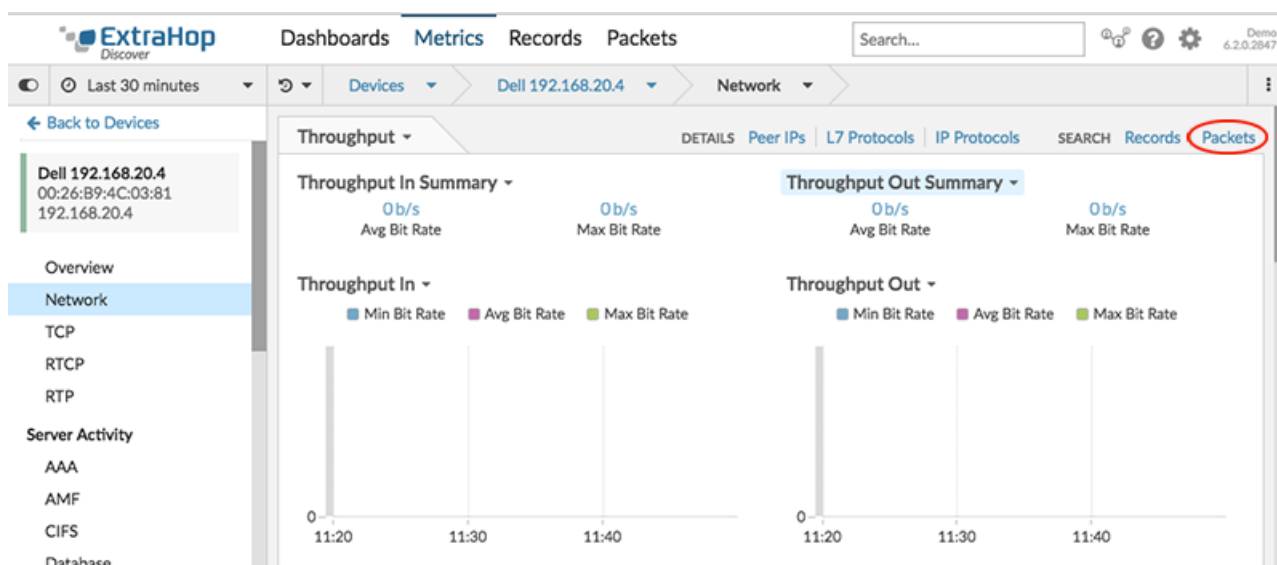 ExtraHop
Discover
Dashboards Metrics Records Packets
Search...
Demo
6.2.0.2847
Last 30 minutes
Devices
Dell 192.168.20.4
Network
Back to Devices
Dell 192.168.20.4
00:26:B9:4C:03:81
192.168.20.4
Overview
Network
TCP
RTCP
RTP
Server Activity
AAA
AMF
CIFS
Database
Throughput
DETAILS Peer IPs L7 Protocols IP Protocols SEARCH Records Packets
Throughput In Summary
0 b/s 0 b/s
Avg Bit Rate Max Bit Rate
Throughput Out Summary
0 b/s 0 b/s
Avg Bit Rate Max Bit Rate
Throughput In
Min Bit Rate Avg Bit Rate Max Bit Rate
0
11:20 11:30 11:40
Throughput Out
Min Bit Rate Avg Bit Rate Max Bit Rate
0
11:20 11:30 11:40